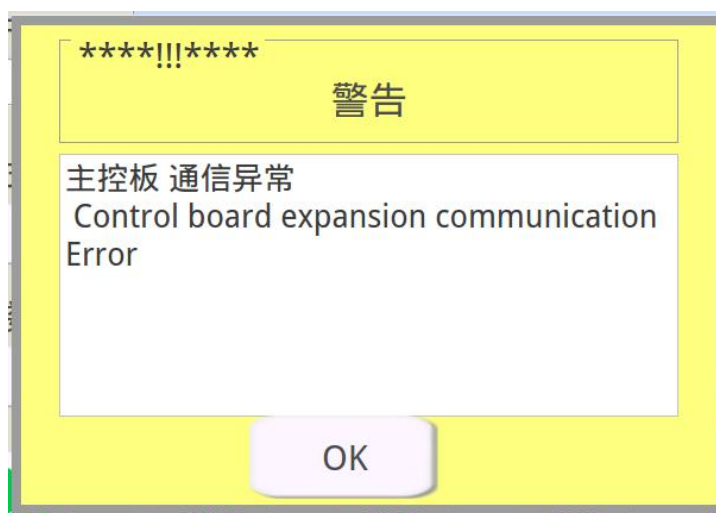 ****!!!****
警告
主控板 通信异常
Control board expansion communication
Error
OK